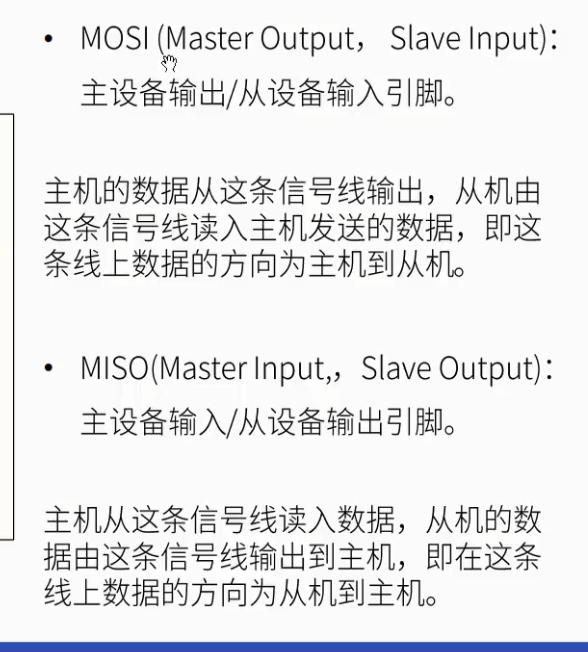 • MOSI (Master Output， Slave Input)：
主设备输出/从设备输入引脚。
主机的数据从这条信号线输出，从机由
这条信号线读入主机发送的数据，即这
条线上数据的方向为主机到从机。
• MISO(Master Input,，Slave Output)：
主设备输入/从设备输出引脚。
主机从这条信号线读入数据，从机的数
据由这条信号线输出到主机，即在这条
线上数据的方向为从机到主机。